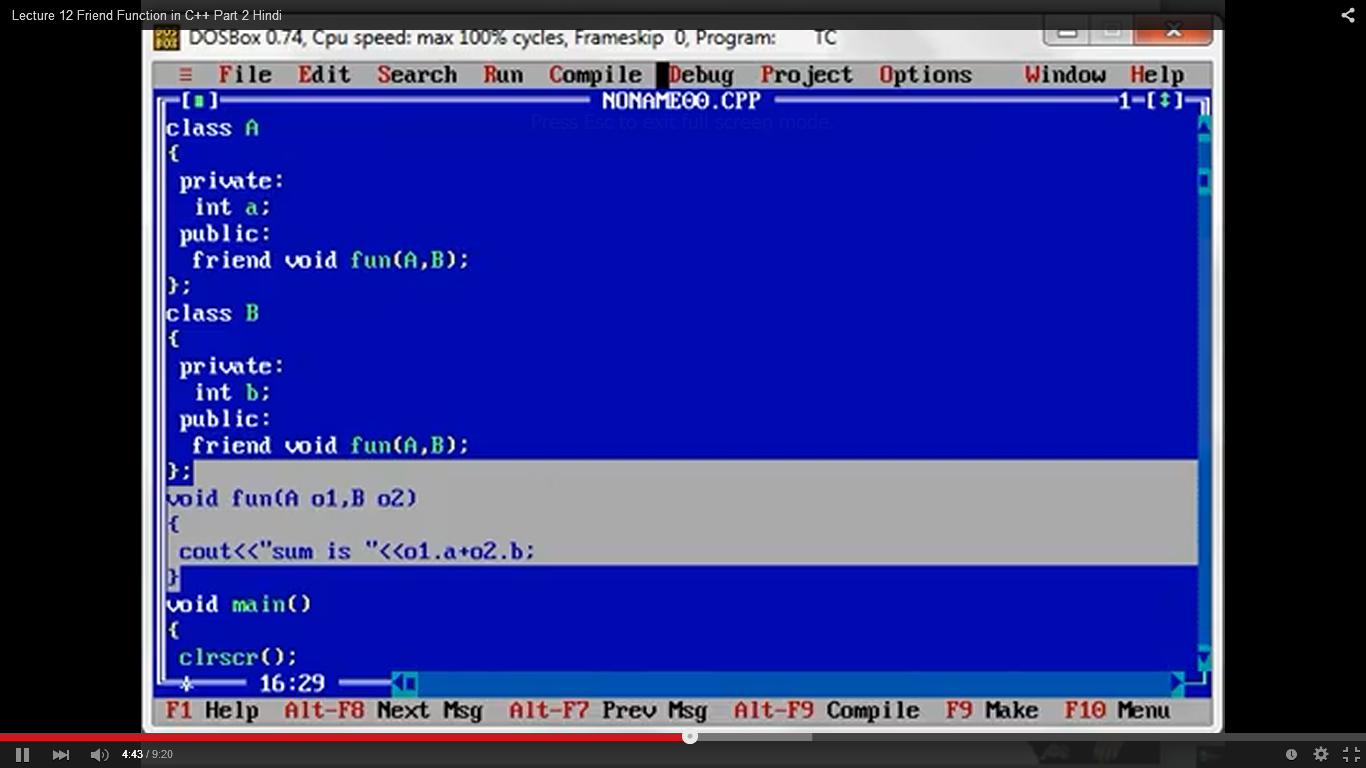 Lecture 12 Friend Function in C++ Part 2 Hindi
DOSBox 0.74, Cpu speed: max 100% cycles, Frameskip 0, Program: TC
≡ File Edit Search Run Compile Debug Project Options Window Help
[■] NONAME00.CPP 1=[↕]
Press Esc to exit full screen mode.
class A
{
private:
int a;
public:
friend void fun(A,B);
};
class B
{
private:
int b;
public:
friend void fun(A,B);
};
void fun(A o1,B o2)
{
cout<<"sum is "<<o1.a+o2.b;
}
void main()
{
clrscr();
16:29
F1 Help Alt-F8 Next Msg Alt-F7 Prev Msg Alt-F9 Compile F9 Make F10 Menu
4:43 / 9:20